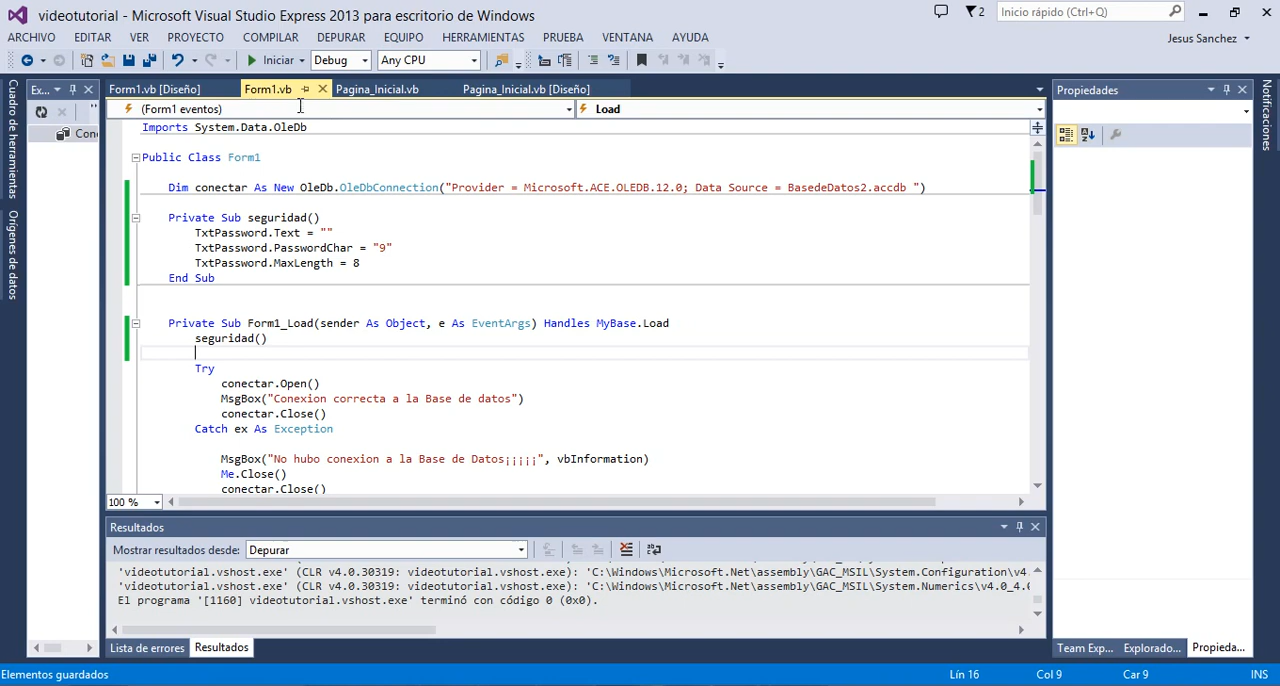 videotutorial - Microsoft Visual Studio Express 2013 para escritorio de Windows
2
Inicio rápido (Ctrl+Q)
ARCHIVO EDITAR VER PROYECTO COMPILAR DEPURAR EQUIPO HERRAMIENTAS PRUEBA VENTANA AYUDA
Jesus Sanchez
Iniciar Debug Any CPU
Cuadro de herramientas
Orígenes de datos
Ex...
Con
Form1.vb [Diseño] Form1.vb Pagina_Inicial.vb Pagina_Inicial.vb [Diseño]
(Form1 eventos) Load
Imports System.Data.OleDb
Public Class Form1
Dim conectar As New OleDb.OleDbConnection("Provider = Microsoft.ACE.OLEDB.12.0; Data Source = BasedeDatos2.accdb ")
Private Sub seguridad()
TxtPassword.Text = ""
TxtPassword.PasswordChar = "9"
TxtPassword.MaxLength = 8
End Sub
Private Sub Form1_Load(sender As Object, e As EventArgs) Handles MyBase.Load
seguridad()
Try
conectar.Open()
MsgBox("Conexion correcta a la Base de datos")
conectar.Close()
Catch ex As Exception
MsgBox("No hubo conexion a la Base de Datos¡¡¡¡¡", vbInformation)
Me.Close()
conectar.Close()
100 %
Propiedades
Notificaciones
Resultados
Mostrar resultados desde: Depurar
'videotutorial.vshost.exe' (CLR v4.0.30319: videotutorial.vshost.exe): 'C:\Windows\Microsoft.Net\assembly\GAC_MSIL\System.Configuration\v4.
'videotutorial.vshost.exe' (CLR v4.0.30319: videotutorial.vshost.exe): 'C:\Windows\Microsoft.Net\assembly\GAC_MSIL\System.Numerics\v4.0_4.0
El programa '[1160] videotutorial.vshost.exe' terminó con código 0 (0x0).
Lista de errores Resultados
Team Exp... Explorado... Propieda...
Elementos guardados
Lín 16 Col 9 Car 9 INS